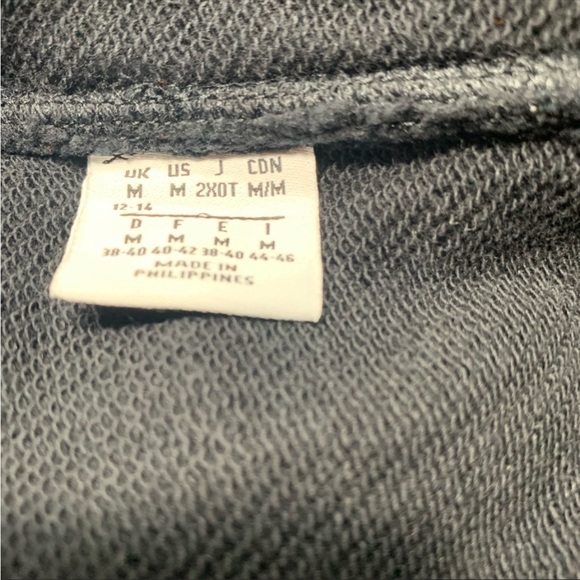 UK US J CDN
M M 2XOT M/M
12-14
D F E I
M M M M
38-40 40-42 38-40 44-46
MADE IN
PHILIPPINES